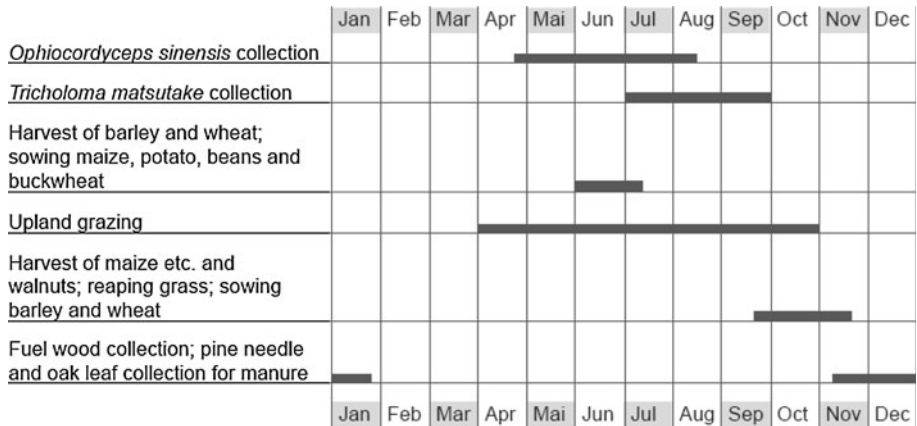 Jan Feb Mar Apr Mai Jun Jul Aug Sep Oct Nov Dec
Ophiocordyceps sinensis collection
Tricholoma matsutake collection
Harvest of barley and wheat;
sowing maize, potato, beans and
buckwheat
Upland grazing
Harvest of maize etc. and
walnuts; reaping grass; sowing
barley and wheat
Fuel wood collection; pine needle
and oak leaf collection for manure
Jan Feb Mar Apr Mai Jun Jul Aug Sep Oct Nov Dec